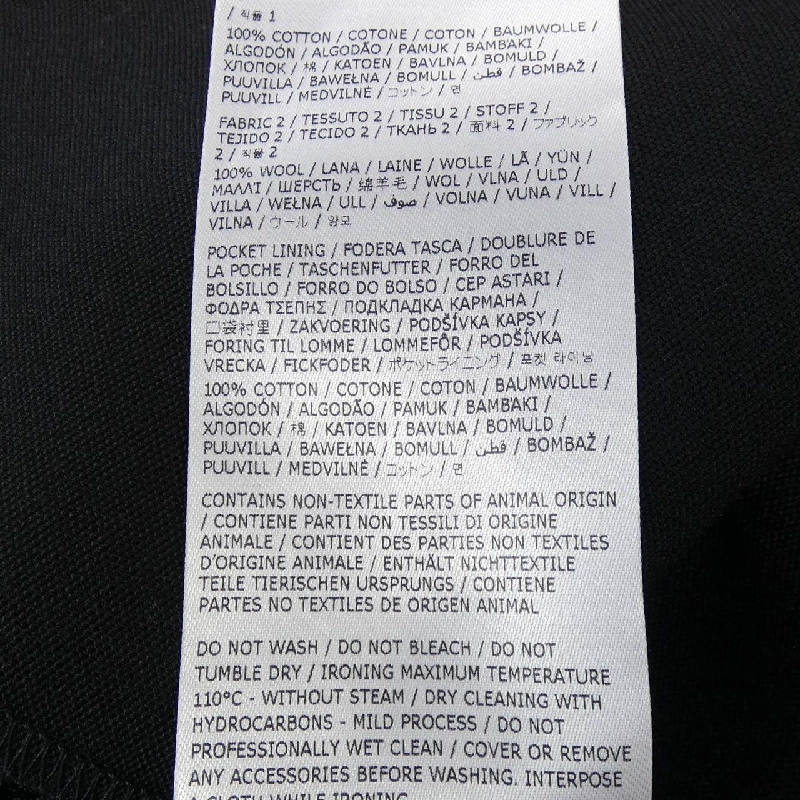 / 직물 1
100% COTTON / COTONE / COTON / BAUMWOLLE /
ALGODÓN / ALGODÃO / PAMUK / ΒΑΜΒΑΚΙ /
ХЛОПОК / 棉 / KATOEN / BAVLNA / BOMULD /
PUUVILLA / BAWEŁNA / BOMULL / قطن / BOMBAŽ /
PUUVILL / MEDVILNĖ / コットン / 면
FABRIC 2 / TESSUTO 2 / TISSU 2 / STOFF 2 /
TEJIDO 2 / TECIDO 2 / ТКАНЬ 2 / 面料 2 / ファブリック
2 / 직물 2
100% WOOL / LANA / LAINE / WOLLE / LÃ / YÜN /
ΜΑΛΛΙ / ШЕРСТЬ / 绵羊毛 / WOL / VLNA / ULD /
VILLA / WEŁNA / ULL / صوف / VOLNA / VUNA / VILL /
VILNA / ウール / 양모
POCKET LINING / FODERA TASCA / DOUBLURE DE
LA POCHE / TASCHENFUTTER / FORRO DEL
BOLSILLO / FORRO DO BOLSO / CEP ASTARI /
ΦΟΔΡΑ ΤΣΕΠΗΣ / ПОДКЛАДКА КАРМАНА /
口袋衬里 / ZAKVOERING / PODŠÍVKA KAPSY /
FORING TIL LOMME / LOMMEFÔR / PODŠÍVKA
VRECKA / FICKFODER / ポケットライニング / 포켓 라이닝
100% COTTON / COTONE / COTON / BAUMWOLLE /
ALGODÓN / ALGODÃO / PAMUK / ΒΑΜΒΑΚΙ /
ХЛОПОК / 棉 / KATOEN / BAVLNA / BOMULD /
PUUVILLA / BAWEŁNA / BOMULL / قطن / BOMBAŽ /
PUUVILL / MEDVILNĖ / コットン / 면
CONTAINS NON-TEXTILE PARTS OF ANIMAL ORIGIN
/ CONTIENE PARTI NON TESSILI DI ORIGINE
ANIMALE / CONTIENT DES PARTIES NON TEXTILES
D'ORIGINE ANIMALE / ENTHÄLT NICHTTEXTILE
TEILE TIERISCHEN URSPRUNGS / CONTIENE
PARTES NO TEXTILES DE ORIGEN ANIMAL
DO NOT WASH / DO NOT BLEACH / DO NOT
TUMBLE DRY / IRONING MAXIMUM TEMPERATURE
110°C - WITHOUT STEAM / DRY CLEANING WITH
HYDROCARBONS - MILD PROCESS / DO NOT
PROFESSIONALLY WET CLEAN / COVER OR REMOVE
ANY ACCESSORIES BEFORE WASHING. INTERPOSE
A CLOTH WHILE IRONING